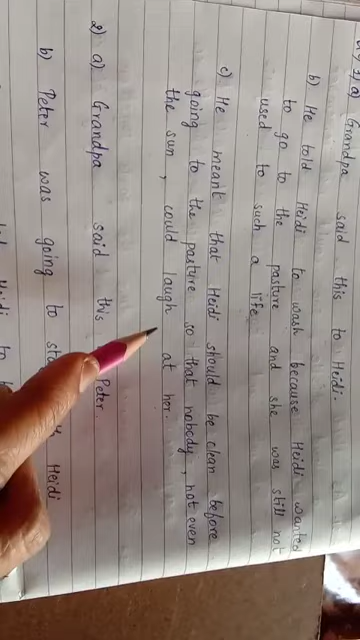 a) Grandpa said this to Heidi.
b) He told Heidi to wash because Heidi wanted
to go to the pasture and she was still not
used to such a life
c) He meant that Heidi should be clean before
going to the pasture so that nobody, not even
the sun, could laugh at her.
2) a) Grandpa said this Peter.
b) Peter was going to Heidi